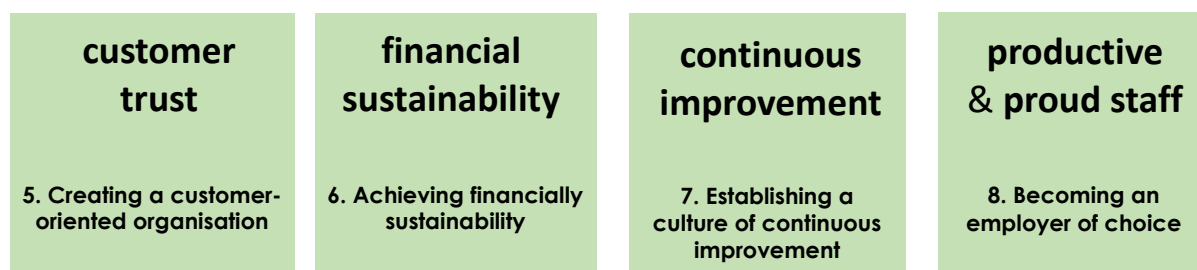 customer
trust
5. Creating a customer-
oriented organisation
financial
sustainability
6. Achieving financially
sustainability
continuous
improvement
7. Establishing a
culture of continuous
improvement
productive
& proud staff
8. Becoming an
employer of choice